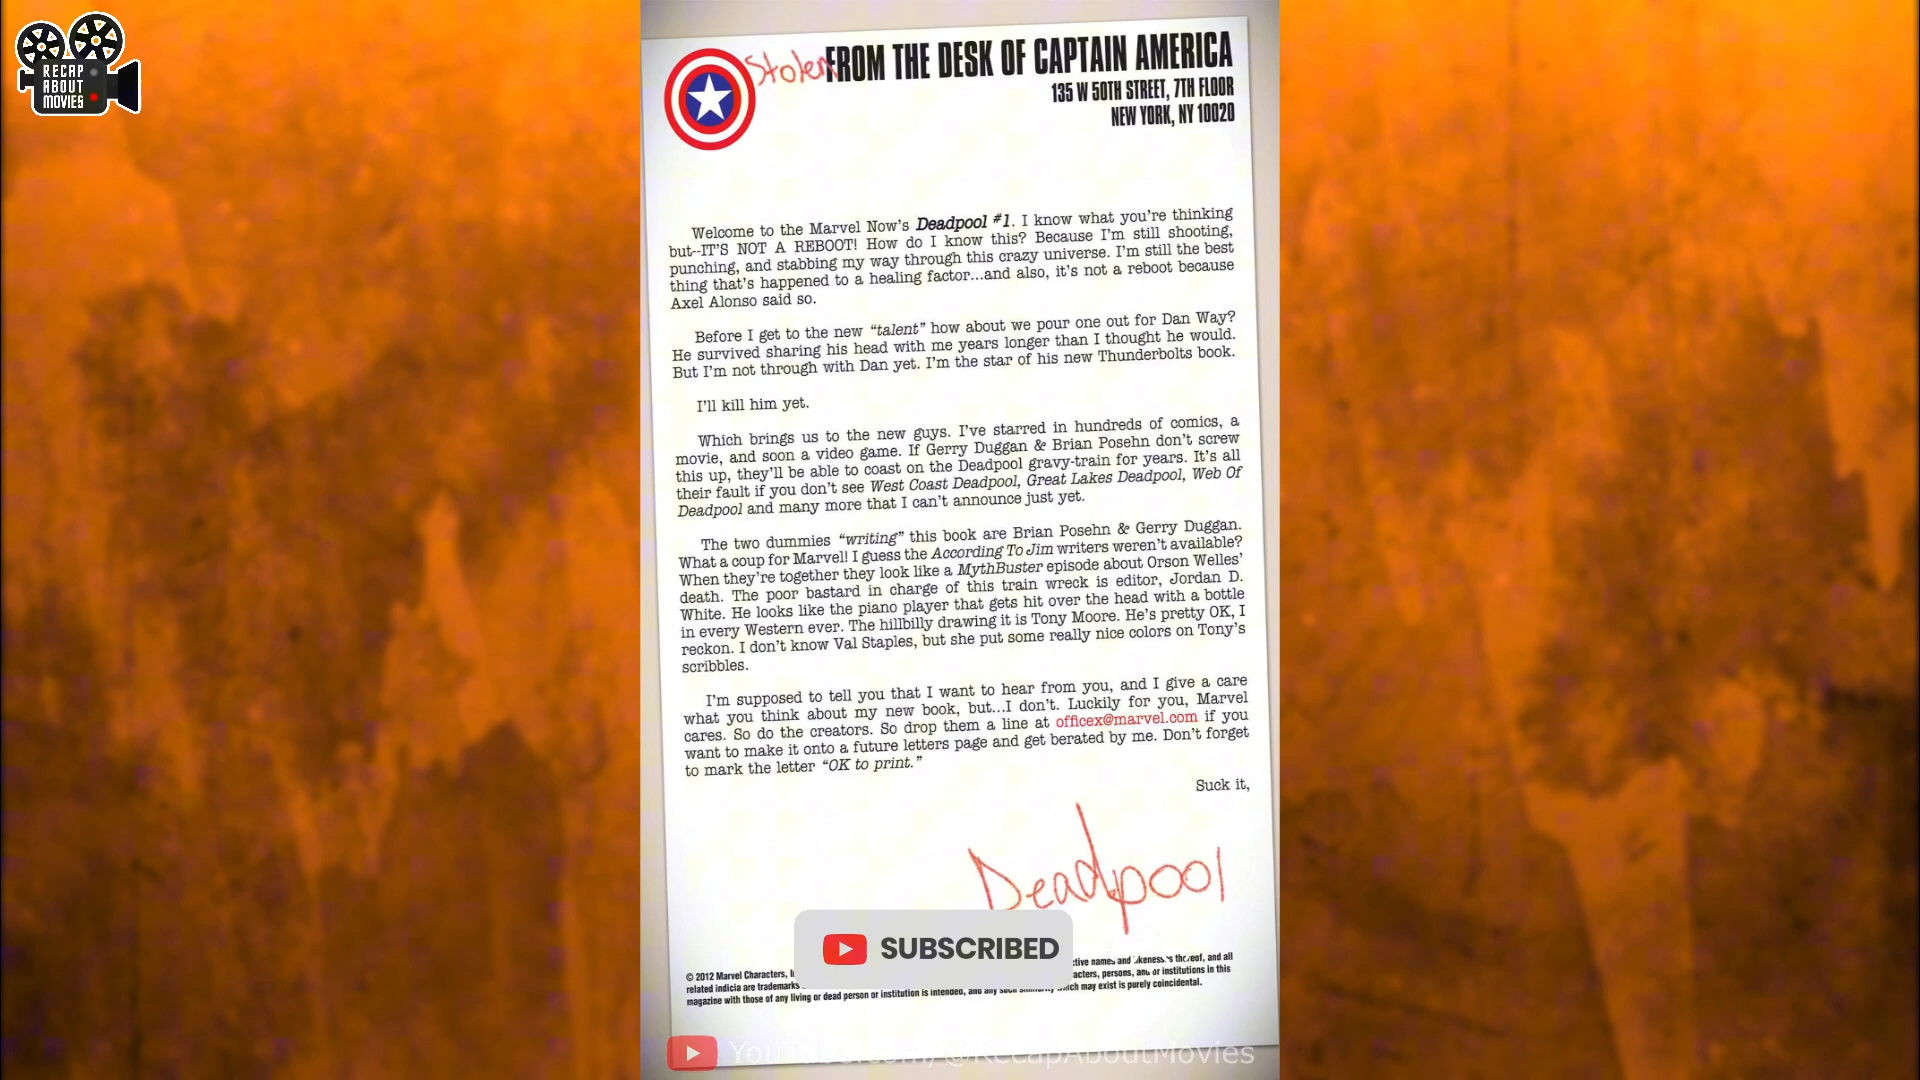 RECAP
ABOUT
MOVIES
Stolen FROM THE DESK OF CAPTAIN AMERICA
135 W 50TH STREET, 7TH FLOOR
NEW YORK, NY 10020
Welcome to the Marvel Now's Deadpool #1. I know what you're thinking
but--IT'S NOT A REBOOT! How do I know this? Because I'm still shooting,
punching, and stabbing my way through this crazy universe. I'm still the best
thing that's happened to a healing factor...and also, it's not a reboot because
Axel Alonso said so.
Before I get to the new "talent" how about we pour one out for Dan Way?
He survived sharing his head with me years longer than I thought he would.
But I'm not through with Dan yet. I'm the star of his new Thunderbolts book.
I'll kill him yet.
Which brings us to the new guys. I've starred in hundreds of comics, a
movie, and soon a video game. If Gerry Duggan & Brian Posehn don't screw
this up, they'll be able to coast on the Deadpool gravy-train for years. It's all
their fault if you don't see West Coast Deadpool, Great Lakes Deadpool, Web Of
Deadpool and many more that I can't announce just yet.
The two dummies "writing" this book are Brian Posehn & Gerry Duggan.
What a coup for Marvel! I guess the According To Jim writers weren't available?
When they're together they look like a MythBuster episode about Orson Welles'
death. The poor bastard in charge of this train wreck is editor, Jordan D.
White. He looks like the piano player that gets hit over the head with a bottle
in every Western ever. The hillbilly drawing it is Tony Moore. He's pretty OK, I
reckon. I don't know Val Staples, but she put some really nice colors on Tony's
scribbles.
I'm supposed to tell you that I want to hear from you, and I give a care
what you think about my new book, but...I don't. Luckily for you, Marvel
cares. So do the creators. So drop them a line at officex@marvel.com if you
want to make it onto a future letters page and get berated by me. Don't forget
to mark the letter "OK to print."
Suck it,
Deadpool
SUBSCRIBED
© 2012 Marvel Characters, names and likenesses thereof, and all
related indicia are trademarks persons, and/or institutions in this
magazine with those of any living or dead person or institution is intended, and any such which may exist is purely coincidental.
YouTube.com/@RecapAboutMovies